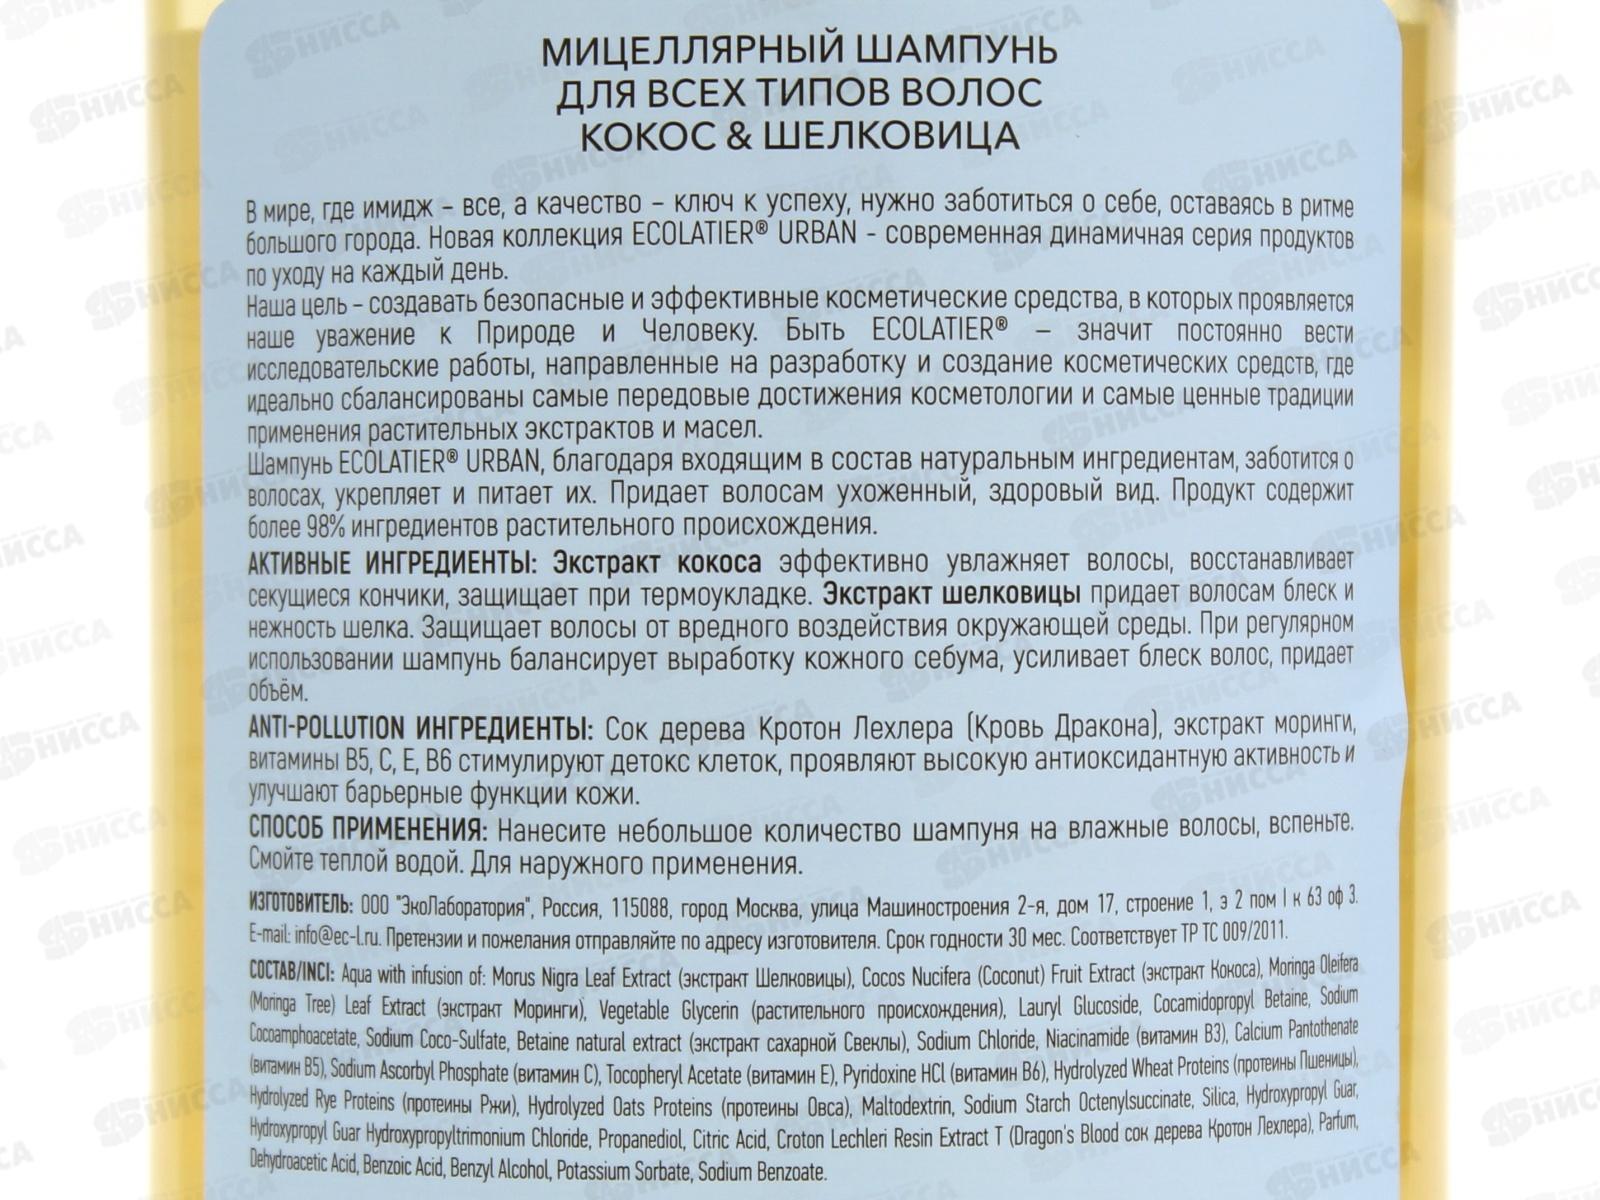 МИЦЕЛЛЯРНЫЙ ШАМПУНЬ
ДЛЯ ВСЕХ ТИПОВ ВОЛОС
КОКОС & ШЕЛКОВИЦА
В мире, где имидж – все, а качество – ключ к успеху, нужно заботиться о себе, оставаясь в ритме
большого города. Новая коллекция ECOLATIER® URBAN - современная динамичная серия продуктов
по уходу на каждый день.
Наша цель – создавать безопасные и эффективные косметические средства, в которых проявляется
наше уважение к Природе и Человеку. Быть ECOLATIER® – значит постоянно вести
исследовательские работы, направленные на разработку и создание косметических средств, где
идеально сбалансированы самые передовые достижения косметологии и самые ценные традиции
применения растительных экстрактов и масел.
Шампунь ECOLATIER® URBAN, благодаря входящим в состав натуральным ингредиентам, заботится о
волосах, укрепляет и питает их. Придает волосам ухоженный, здоровый вид. Продукт содержит
более 98% ингредиентов растительного происхождения.
АКТИВНЫЕ ИНГРЕДИЕНТЫ: Экстракт кокоса эффективно увлажняет волосы, восстанавливает
секущиеся кончики, защищает при термоукладке. Экстракт шелковицы придает волосам блеск и
нежность шелка. Защищает волосы от вредного воздействия окружающей среды. При регулярном
использовании шампунь балансирует выработку кожного себума, усиливает блеск волос, придает
объём.
ANTI-POLLUTION ИНГРЕДИЕНТЫ: Сок дерева Кротон Лехлера (Кровь Дракона), экстракт моринги,
витамины B5, C, E, B6 стимулируют детокс клеток, проявляют высокую антиоксидантную активность и
улучшают барьерные функции кожи.
СПОСОБ ПРИМЕНЕНИЯ: Нанесите небольшое количество шампуня на влажные волосы, вспеньте.
Смойте теплой водой. Для наружного применения.
ИЗГОТОВИТЕЛЬ: ООО "ЭкоЛаборатория", Россия, 115088, город Москва, улица Машиностроения 2-я, дом 17, строение 1, э 2 пом I к 63 оф 3.
E-mail: info@ec-l.ru. Претензии и пожелания отправляйте по адресу изготовителя. Срок годности 30 мес. Соответствует ТР ТС 009/2011.
СОСТАВ/INCI: Aqua with infusion of: Morus Nigra Leaf Extract (экстракт Шелковицы), Cocos Nucifera (Coconut) Fruit Extract (экстракт Кокоса), Moringa Oleifera
(Moringa Tree) Leaf Extract (экстракт Моринги), Vegetable Glycerin (растительного происхождения), Lauryl Glucoside, Cocamidopropyl Betaine, Sodium
Cocoamphoacetate, Sodium Coco-Sulfate, Betaine natural extract (экстракт сахарной Свеклы), Sodium Chloride, Niacinamide (витамин B3), Calcium Pantothenate
(витамин B5), Sodium Ascorbyl Phosphate (витамин C), Tocopheryl Acetate (витамин E), Pyridoxine HCl (витамин B6), Hydrolyzed Wheat Proteins (протеины Пшеницы),
Hydrolyzed Rye Proteins (протеины Ржи), Hydrolyzed Oats Proteins (протеины Овса), Maltodextrin, Sodium Starch Octenylsuccinate, Silica, Hydroxypropyl Guar,
Hydroxypropyl Guar Hydroxypropyltrimonium Chloride, Propanediol, Citric Acid, Croton Lechleri Resin Extract T (Dragon's Blood сок дерева Кротон Лехлера), Parfum,
Dehydroacetic Acid, Benzoic Acid, Benzyl Alcohol, Potassium Sorbate, Sodium Benzoate.